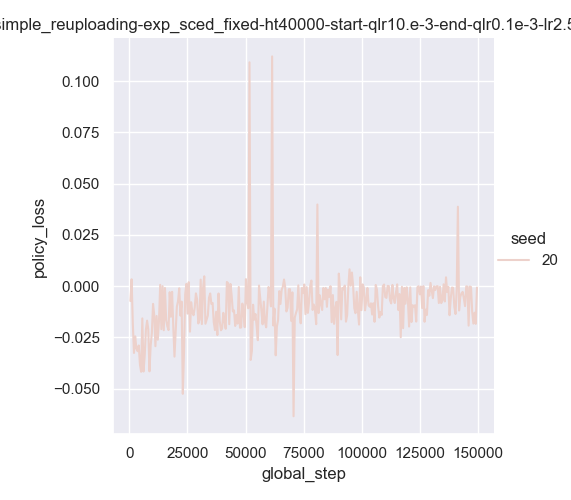 simple_reuploading-exp_sced_fixed-ht40000-start-qlr10.e-3-end-qlr0.1e-3-lr2.5
0.100
0.075
0.050
0.025
0.000
−0.025
−0.050
policy_loss
seed
20
0 25000 50000 75000 100000 125000 150000
global_step